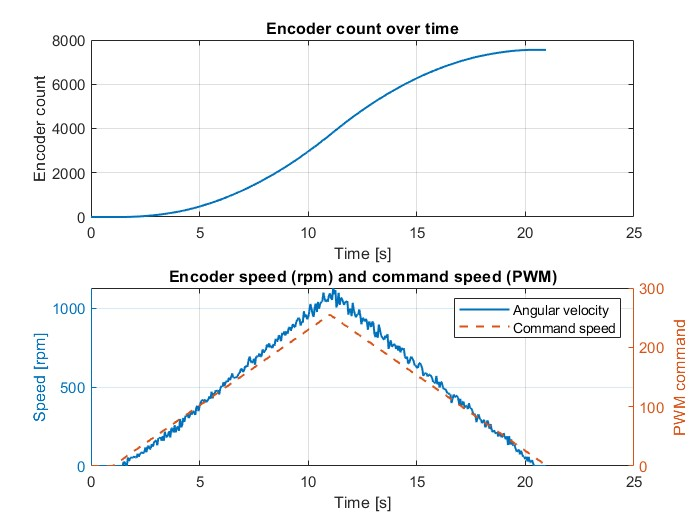 Encoder count over time
8000
6000
4000
2000
0
Encoder count
0 5 10 15 20 25
Time [s]
Encoder speed (rpm) and command speed (PWM)
1000
500
0
Speed [rpm]
Angular velocity
Command speed
300
200
100
0
PWM command
0 5 10 15 20 25
Time [s]